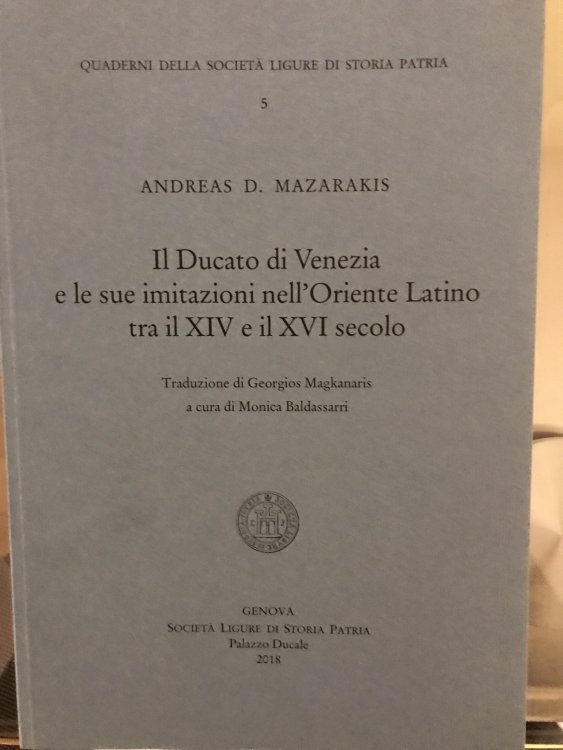 QUADERNI DELLA SOCIETÀ LIGURE DI STORIA PATRIA
5
ANDREAS D. MAZARAKIS
Il Ducato di Venezia
e le sue imitazioni nell'Oriente Latino
tra il XIV e il XVI secolo
Traduzione di Georgios Magkanaris
a cura di Monica Baldassarri
GENOVA
SOCIETÀ LIGURE DI STORIA PATRIA
Palazzo Ducale
2018